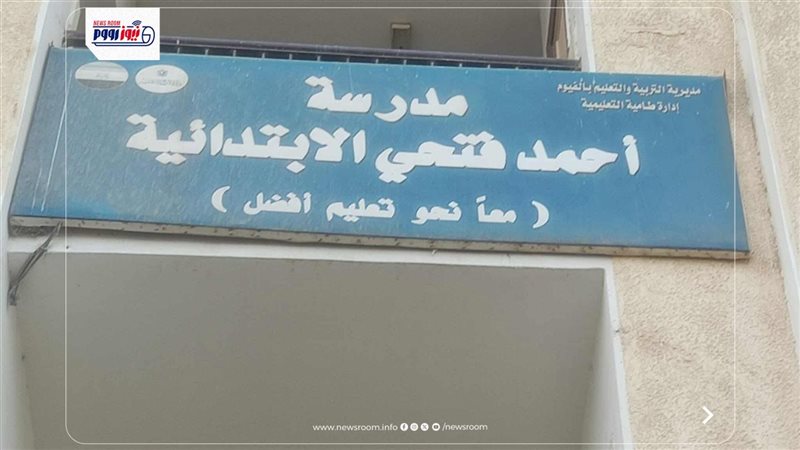 NEWS ROOM
نيوز رووم
مديرية التربية والتعليم بالفيوم
إدارة طامية التعليمية
مدرسة
أحمد فتحي الابتدائية
( معاً نحو تعليم أفضل )
www.newsroom.info /newsroom